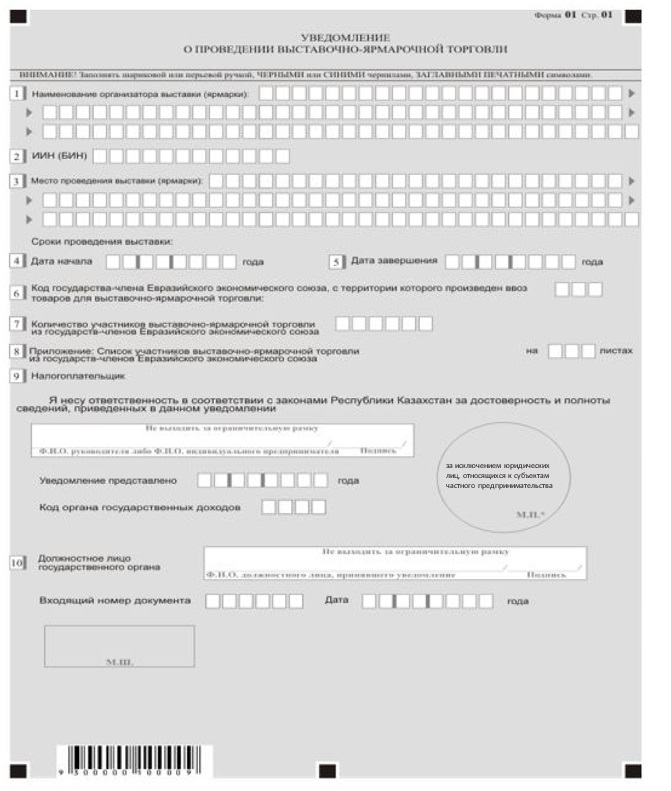 Форма 01 Стр. 01
УВЕДОМЛЕНИЕ
О ПРОВЕДЕНИИ ВЫСТАВОЧНО-ЯРМАРОЧНОЙ ТОРГОВЛИ
ВНИМАНИЕ! Заполнять шариковой или перьевой ручкой, ЧЕРНЫМИ или СИНИМИ чернилами, ЗАГЛАВНЫМИ ПЕЧАТНЫМИ символами.
1 Наименование организатора выставки (ярмарки):
2 ИИН (БИН)
3 Место проведения выставки (ярмарки):
Сроки проведения выставки:
4 Дата начала года 5 Дата завершения года
6 Код государства-члена Евразийского экономического союза, с территории которого произведен ввоз
товаров для выставочно-ярмарочной торговли:
7 Количество участников выставочно-ярмарочной торговли
из государств-членов Евразийского экономического союза
8 Приложение: Список участников выставочно-ярмарочной торговли на листах
из государств-членов Евразийского экономического союза
9 Налогоплательщик
Я несу ответственность в соответствии с законами Республики Казахстан за достоверность и полноты
сведений, приведенных в данном уведомлении
Не выходить за ограничительную рамку
/ /
Ф.И.О. руководителя либо Ф.И.О. индивидуального предпринимателя Подпись
за исключением юридических
лиц, относящихся к субъектам
частного предпринимательства
М.П.*
Уведомление представлено года
Код органа государственных доходов
10 Должностное лицо
государственного органа
Не выходить за ограничительную рамку
/ /
Ф.И.О. должностного лица, принявшего уведомление Подпись
Входящий номер документа Дата года
М.Ш.
9 300000 100009